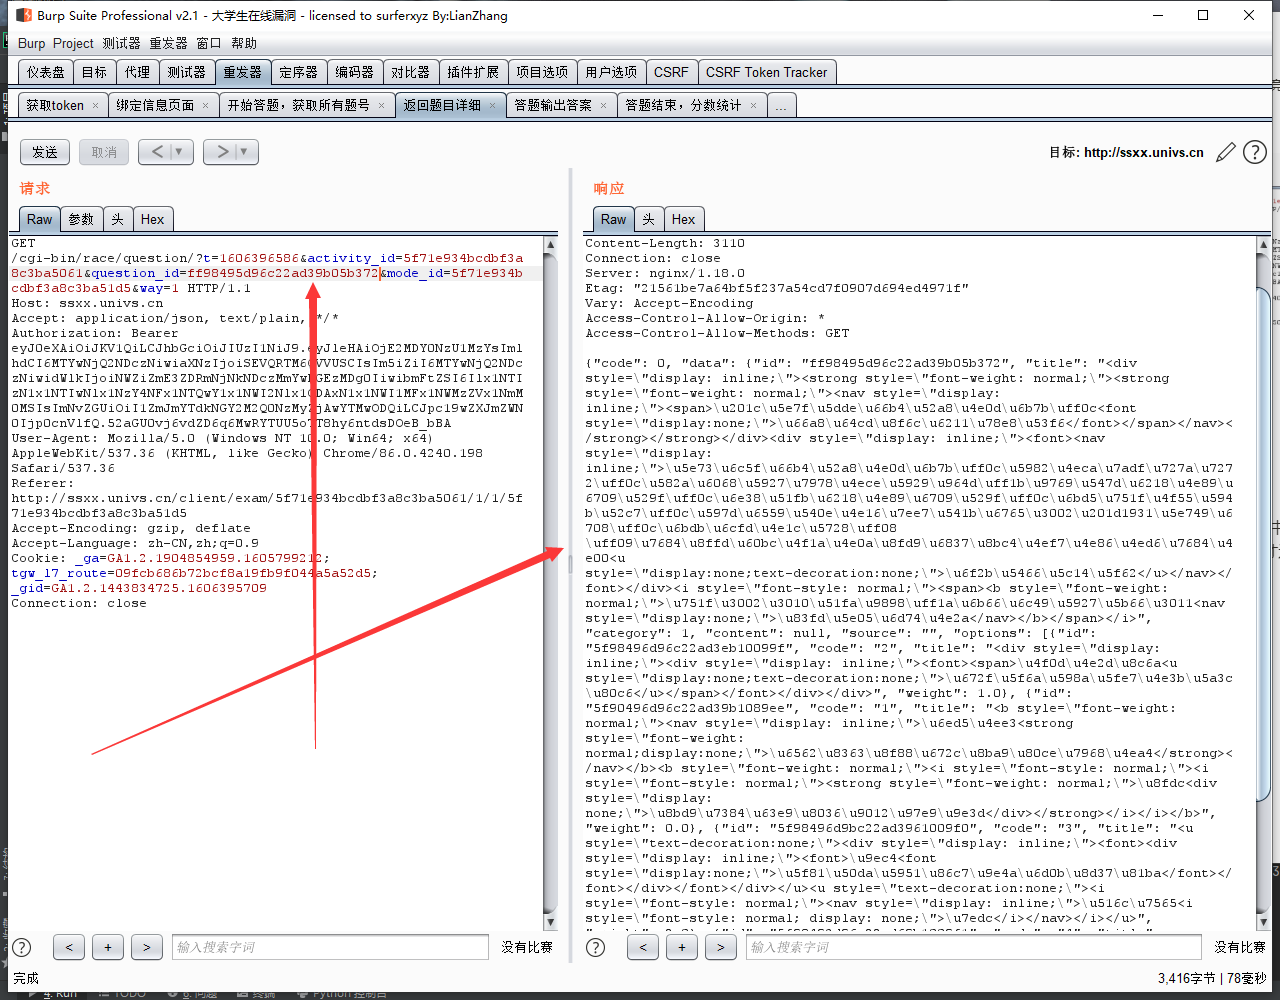 Burp Suite Professional v2.1 - 大学生在线漏洞 - licensed to surferxyz By:LianZhang
Burp Project 测试器 重发器 窗口 帮助
仪表盘 目标 代理 测试器 重发器 定序器 编码器 对比器 插件扩展 项目选项 用户选项 CSRF CSRF Token Tracker
获取token × 绑定信息页面 × 开始答题，获取所有题号 × 返回题目详细 × 答题输出答案 × 答题结束，分数统计 × ...
发送 取消 < ▼ > ▼ 目标: http://ssxx.univs.cn ?
请求
Raw 参数 头 Hex
GET
/cgi-bin/race/question/?t=1606396586&activity_id=5f71e934bcdbf3a
8c3ba5061&question_id=ff98495d96c22ad39b05b372&mode_id=5f71e934b
cdbf3a8c3ba51d5&way=1 HTTP/1.1
Host: ssxx.univs.cn
Accept: application/json, text/plain, */*
Authorization: Bearer
User-Agent: Mozilla/5.0 (Windows NT 10.0; Win64; x64)
AppleWebKit/537.36 (KHTML, like Gecko) Chrome/86.0.4240.198
Safari/537.36
Referer:
http://ssxx.univs.cn/client/exam/5f71e934bcdbf3a8c3ba5061/1/1/5f
71e934bcdbf3a8c3ba51d5
Accept-Encoding: gzip, deflate
Accept-Language: zh-CN,zh;q=0.9
Cookie: _ga=GA1.2.1904854959.1605799212;
tgw_l7_route=09fcb686b72bcf8a19fb9f044a5a52d5;
_gid=GA1.2.1443834725.1606395709
Connection: close
响应
Raw 头 Hex
Content-Length: 3110
Connection: close
Server: nginx/1.18.0
Etag: "21561be7a64bf5f237a54cd7f0907d694ed4971f"
Vary: Accept-Encoding
Access-Control-Allow-Origin: *
Access-Control-Allow-Methods: GET
{"code": 0, "data": {"id": "ff98495d96c22ad39b05b372", "title": "<div
style=\"display: inline;\"><strong style=\"font-weight: normal;\"><strong
style=\"font-weight: normal;\"><nav style=\"display:
inline;\"><span>\u201c\u5e7f\u5dde\u66b4\u52a8\u4e0d\u6b7b\uff0c<font
style=\"display:none;\">\u66a8\u64cd\u8f6c\u6211\u78e8\u53f6</font></span></nav><
/strong></strong></div><div style=\"display: inline;\"><font><nav
style=\"display:
inline;\">\u5e73\u6c5f\u66b4\u52a8\u4e0d\u6b7b\uff0c\u5982\u4eca\u7adf\u727a\u727
2\uff0c\u582a\u6068\u5927\u7978\u4ece\u5929\u964d\uff1b\u9769\u547d\u6218\u4e89\u
6709\u529f\uff0c\u6e38\u51fb\u6218\u4e89\u6709\u529f\uff0c\u6bd5\u751f\u4f55\u594
b\u52c7\uff0c\u597d\u6559\u540e\u4e16\u7ee7\u541b\u6765\u3002\u201d1931\u5e749\u6
708\uff0c\u6bdb\u6cfd\u4e1c\u5728\uff08
\uff09\u7684\u8ffd\u60bc\u4f1a\u4e0a\u8fd9\u6837\u8bc4\u4ef7\u4e86\u4ed6\u7684\u4
e00<u
style=\"display:none;text-decoration:none;\">\u6f2b\u5466\u5c14\u5f62</u></nav></
font></div><i style=\"font-style: normal;\"><span><b style=\"font-weight:
normal;\">\u751f\u3002\u3010\u51fa\u9898\uff1a\u6b66\u6c49\u5927\u5b66\u3011<nav
style=\"display:none;\">\u83fd\u5e05\u6d74\u4e2a</nav></b></span></i>",
"category": 1, "content": null, "source": "", "options": [{"id":
"5f98496d96c22ad3eb10099f", "code": "2", "title": "<div style=\"display:
inline;\"><div style=\"display: inline;\"><font><span>\u4f0d\u4e2d\u8c6a<u
style=\"display:none;text-decoration:none;\">\u672f\u5f6a\u598a\u5fe7\u4e3b\u5a3c
\u80c6</u></span></font></div></div>", "weight": 1.0}, {"id":
"5f90496d96c22ad39b1089ee", "code": "1", "title": "<b style=\"font-weight:
normal;\"><nav style=\"display: inline;\">\u6ed5\u4ee3<strong
style=\"font-weight:
normal;display:none;\">\u6562\u8363\u8f88\u672c\u8ba9\u80ce\u7968\u4ea4</strong><
/nav></b><b style=\"font-weight: normal;\"><i style=\"font-style: normal;\"><i
style=\"font-style: normal;\"><strong style=\"font-weight: normal;\">\u8fdc<div
style=\"display:
none;\">\u8bd9\u7384\u63e9\u8036\u9012\u97e9\u9e3d</div></strong></i></i></b>",
"weight": 0.0}, {"id": "5f98496d9bc22ad3961009f0", "code": "3", "title": "<u
style=\"text-decoration:none;\"><div style=\"display: inline;\"><font><div
style=\"display: inline;\"><font>\u9ec4<font
style=\"display:none;\">\u5f81\u50da\u5951\u86c7\u9e4a\u6d0b\u8d37\u81ba</font></
font></div></font></div></u><u style=\"text-decoration:none;\"><i
style=\"font-style: normal;\"><nav style=\"display: inline;\">\u516c\u7565<i
style=\"font-style: normal; display: none;\">\u7edc</i></nav></i></u>",
? < + > 输入搜索字词 没有比赛
? < + > 输入搜索字词 没有比赛
完成 3,416字节 | 78毫秒